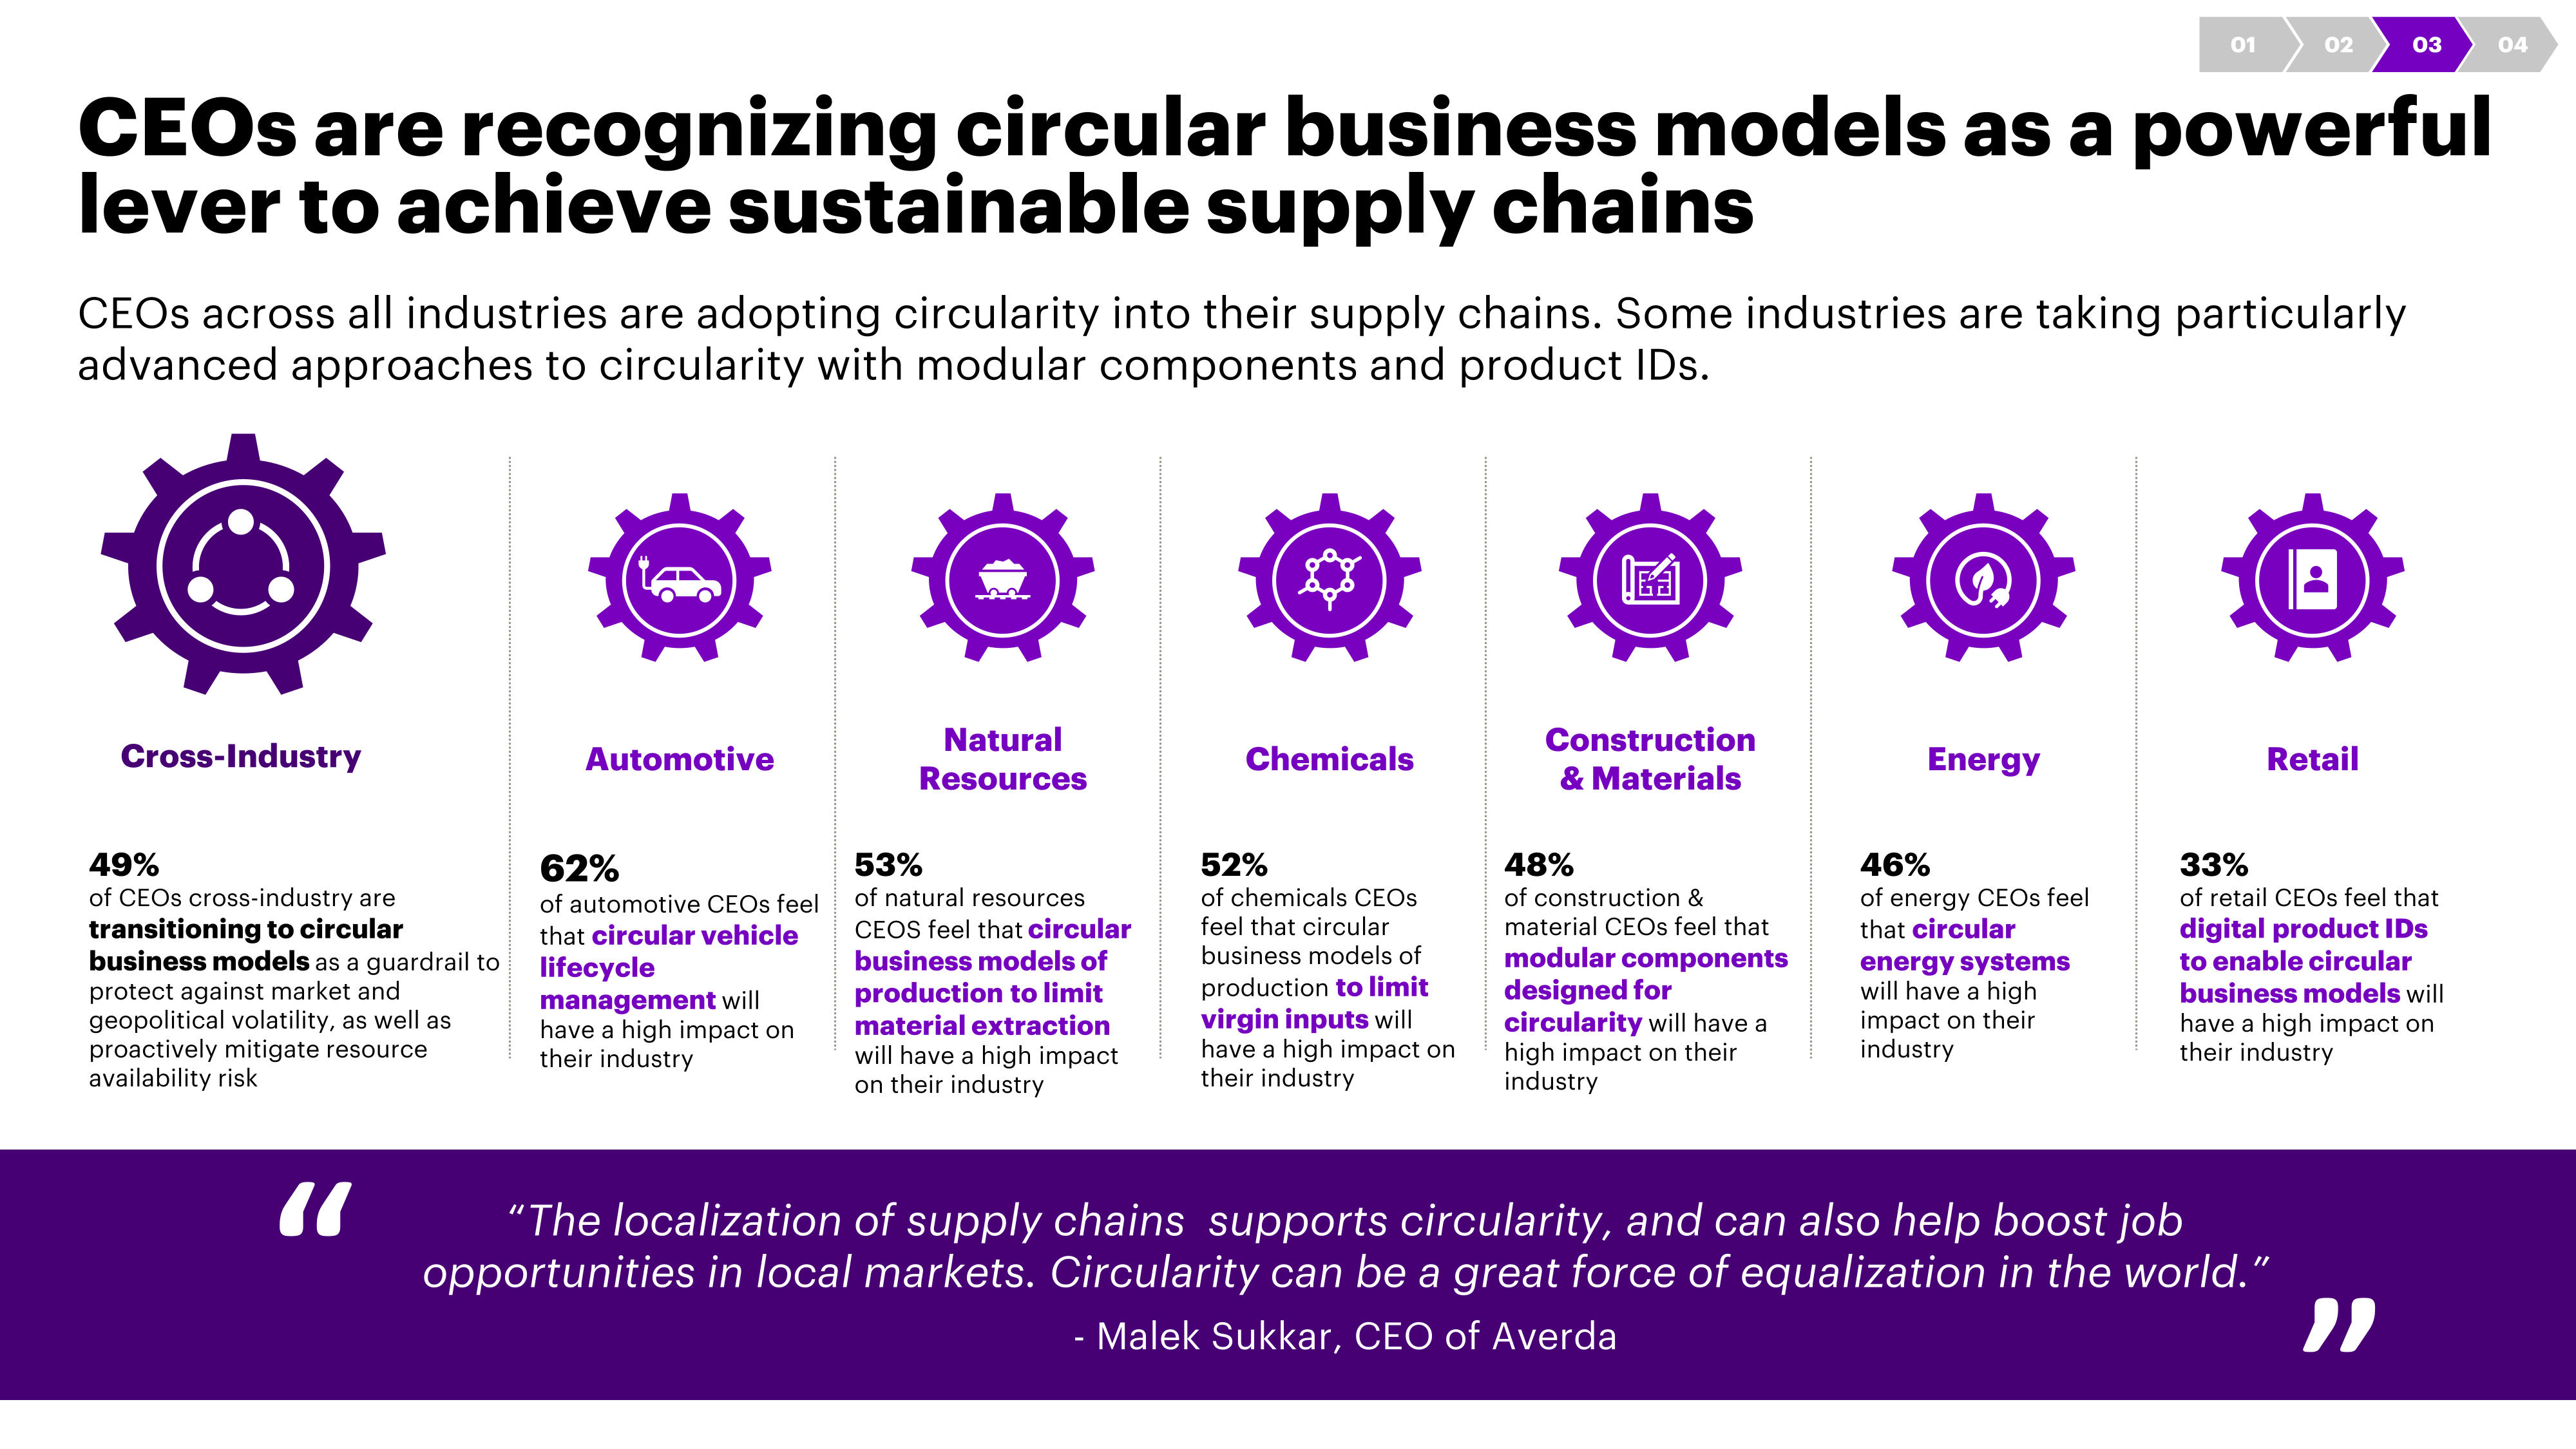 01
02
03
04
CEOs are recognizing circular business models as a powerful
lever to achieve sustainable supply chains
CEOs across all industries are adopting circularity into their supply chains. Some industries are taking particularly
advanced approaches to circularity with modular components and product IDs.
Cross-Industry
49%
of CEOs cross-industry are
transitioning to circular
business models as a guardrail to
protect against market and
geopolitical volatility, as well as
proactively mitigate resource
availability risk
Automotive
62%
of automotive CEOs feel
that circular vehicle
lifecycle
management will
have a high impact on
their industry
Natural
Resources
53%
of natural resources
CEOS feel that circular
business models of
production to limit
material extraction
will have a high impact
on their industry
Chemicals
52%
of chemicals CEOs
feel that circular
business models of
production to limit
virgin inputs will
have a high impact on
their industry
Construction
& Materials
48%
of construction &
material CEOs feel that
modular components
designed for
circularity will have a
high impact on their
industry
Energy
46%
of energy CEOs feel
that circular
energy systems
will have a high
impact on their
industry
Retail
33%
of retail CEOs feel that
digital product IDs
to enable circular
business models will
have a high impact on
their industry
“
“The localization of supply chains  supports circularity, and can also help boost job
opportunities in local markets. Circularity can be a great force of equalization in the world.”
- Malek Sukkar, CEO of Averda
”